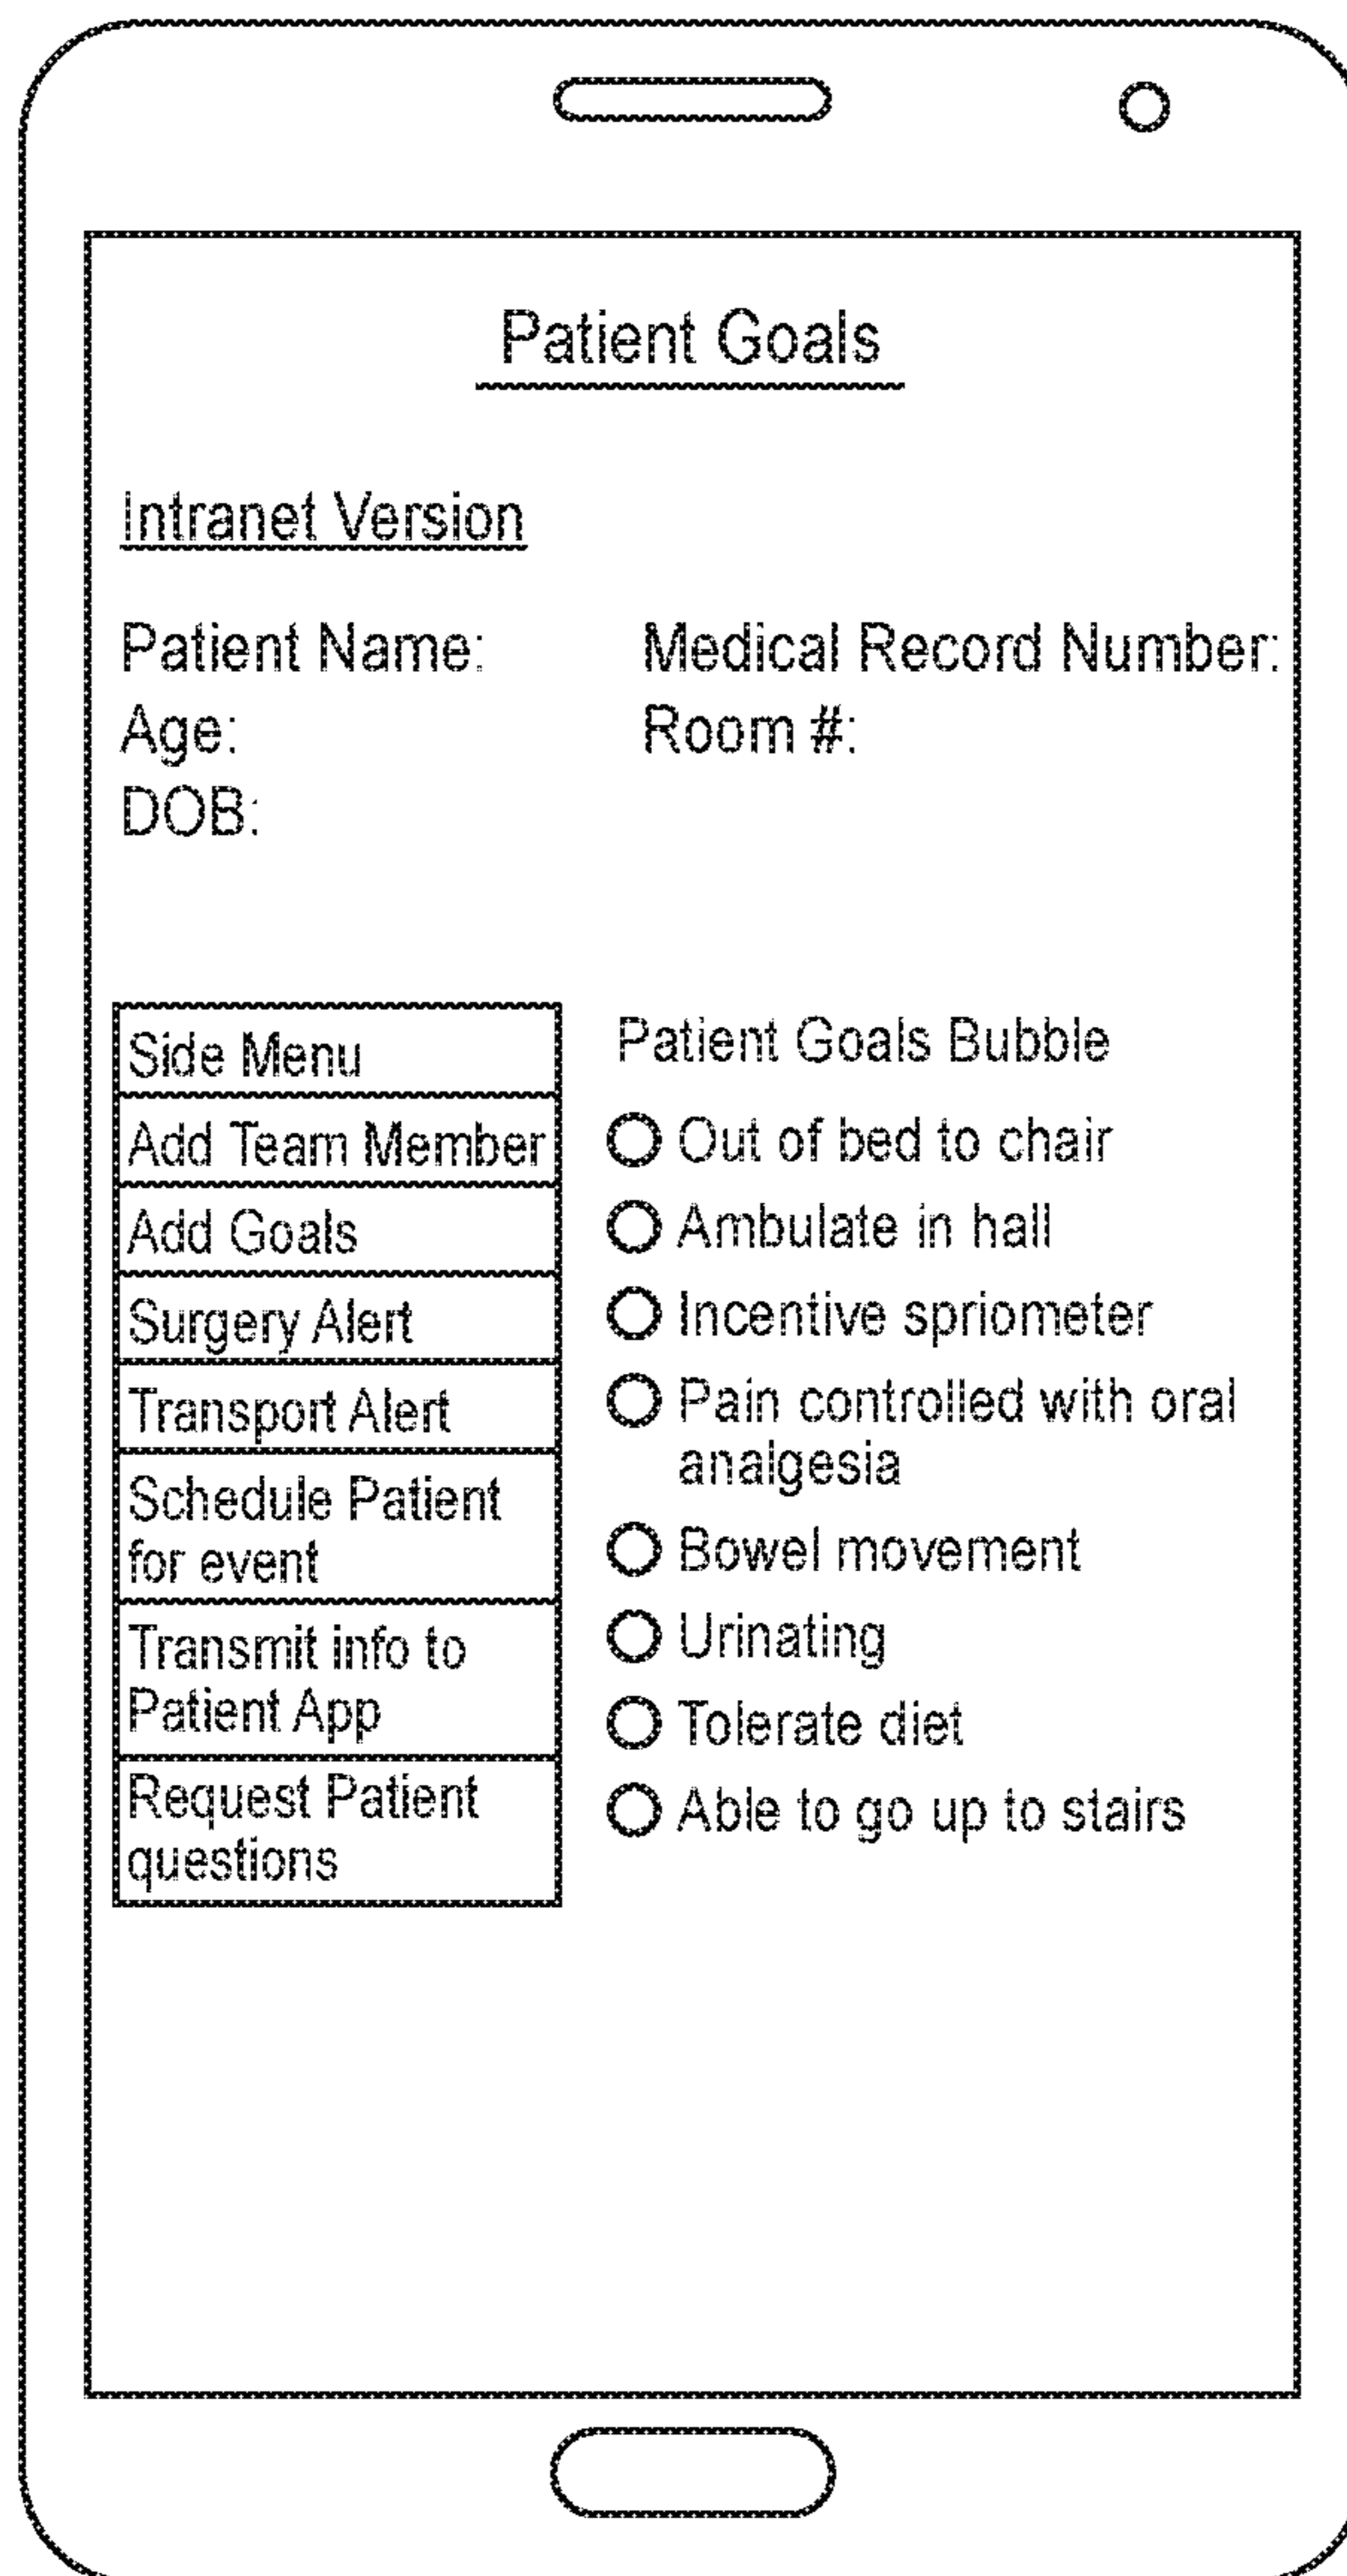 Patient Goals
Intranet Version
Patient Name: Medical Record Number:
Age: Room #:
DOB:
Side Menu
Add Team Member
Add Goals
Surgery Alert
Transport Alert
Schedule Patient
for event
Transmit info to
Patient App
Request Patient
questions
Patient Goals Bubble
Out of bed to chair
Ambulate in hall
Incentive spriometer
Pain controlled with oral
analgesia
Bowel movement
Urinating
Tolerate diet
Able to go up to stairs